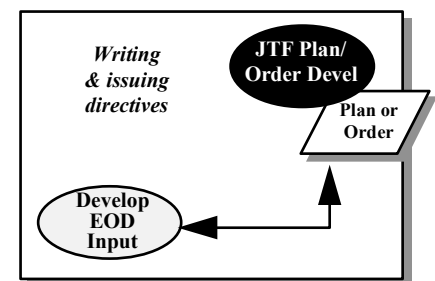 Writing
& issuing
directives
JTF Plan/
Order Devel
Plan or
Order
Develop
EOD
Input